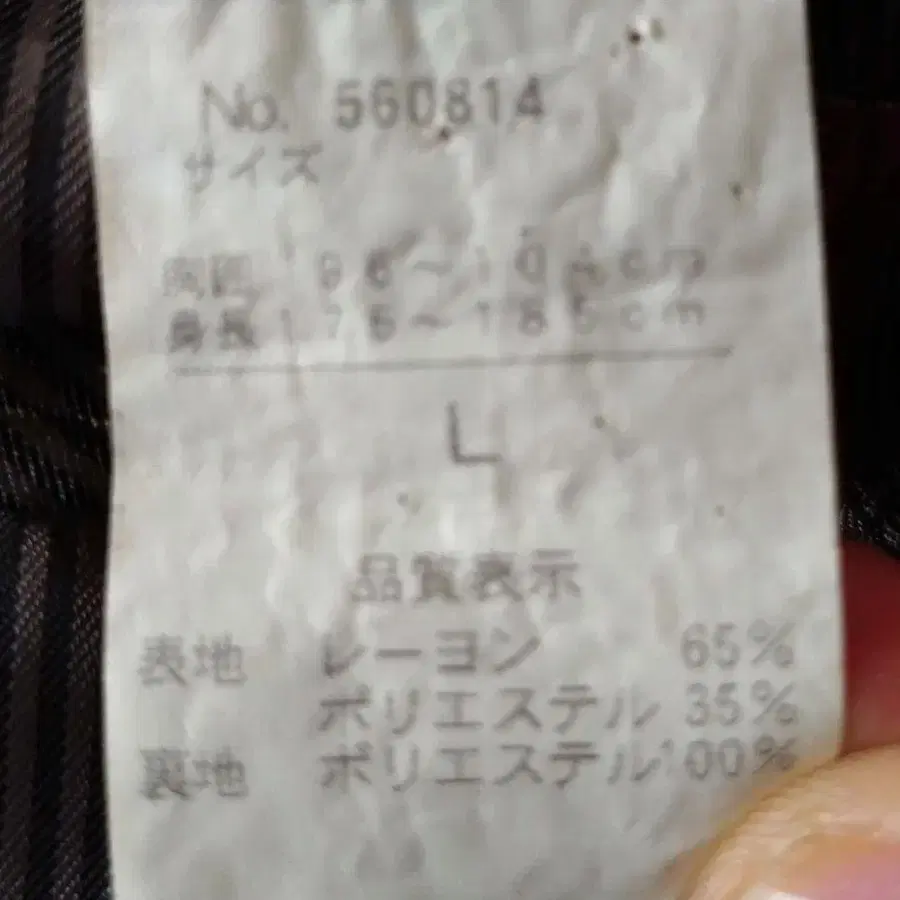 No. 560814
サイズ
胸囲 96～104cm
身長 175～185cm
L
品質表示
表地 レーヨン 65%
ポリエステル 35%
裏地 ポリエステル100%